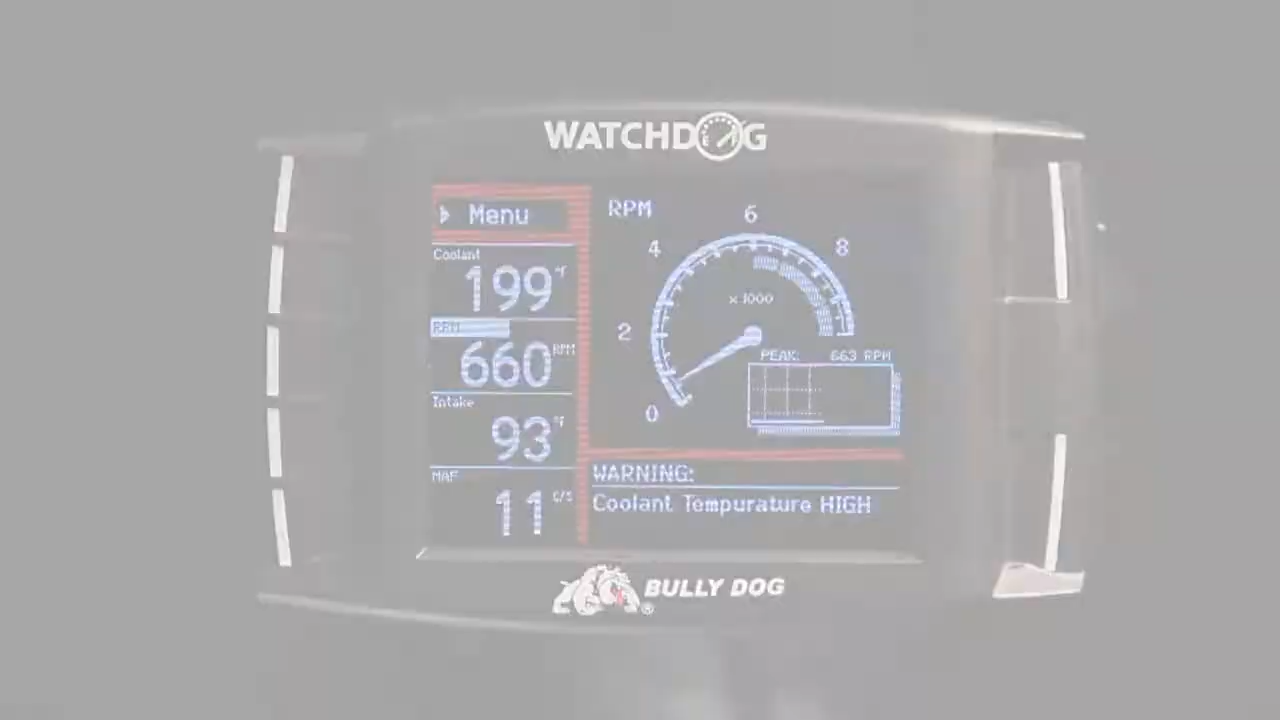 WATCHDOG
Menu
Coolant
199 °F
RPM
660 RPM
Intake
93 °F
MAF
11 G/S
RPM
0
2
4
6
8
x 1000
PEAK: 663 RPM
WARNING:
Coolant Tempurature HIGH
BULLY DOG
®